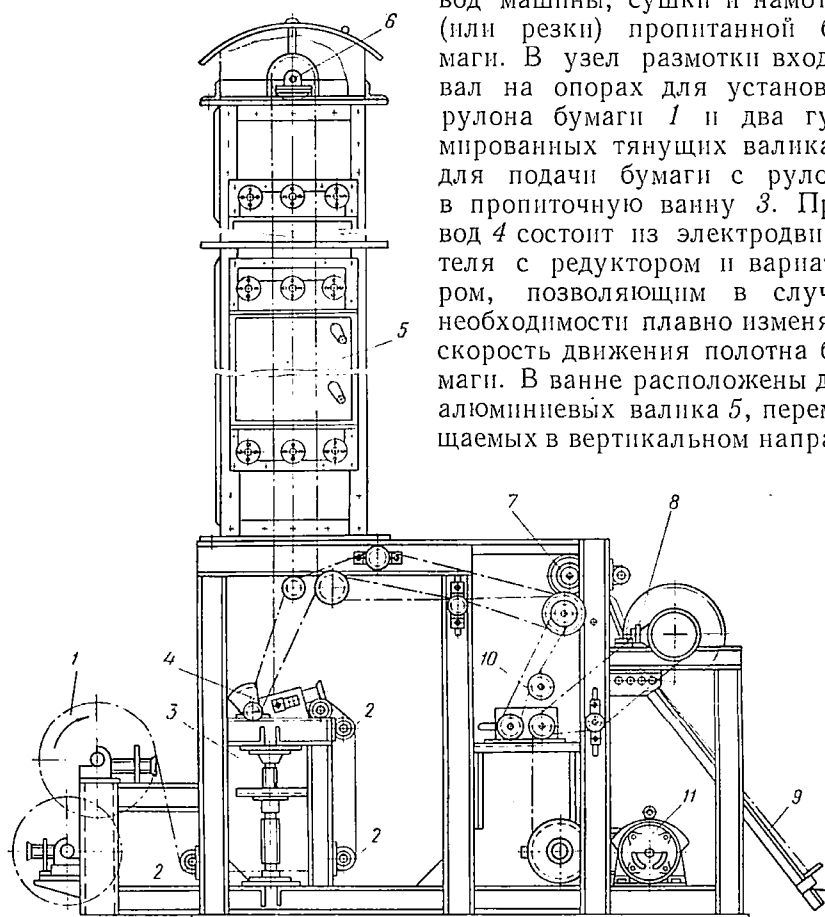 вод машины, сушки и намот
(или резки) пропитанной б
маги. В узел размотки вход
вал на опорах для установ
рулона бумаги 1 и два гу
мированных тянущих валика
для подачи бумаги с руло
в пропиточную ванну 3. Пр
вод 4 состоит из электродви
теля с редуктором и вариат
ром, позволяющим в случ
необходимости плавно изменя
скорость движения полотна б
маги. В ванне расположены д
алюминиевых валика 5, перем
щаемых в вертикальном напра
6
5
7
8
1
4
10
3
2
2
11
9
2